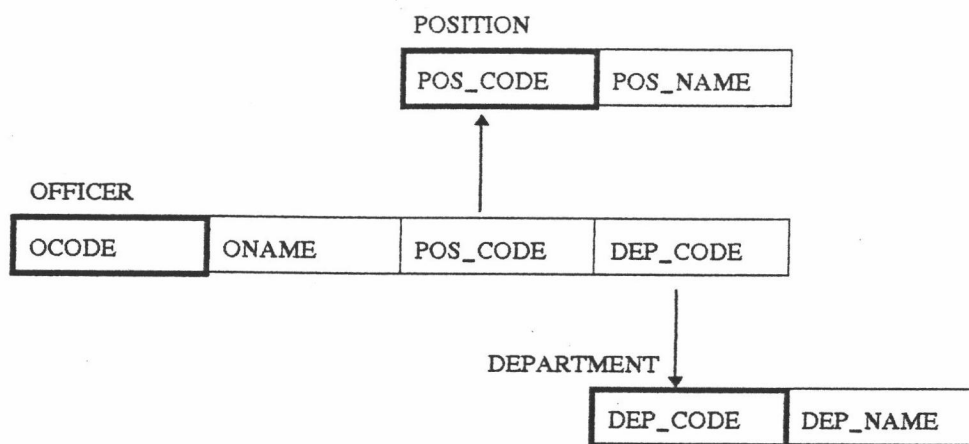 POSITION
POS_CODE POS_NAME
OFFICER
OCODE ONAME POS_CODE DEP_CODE
DEPARTMENT
DEP_CODE DEP_NAME